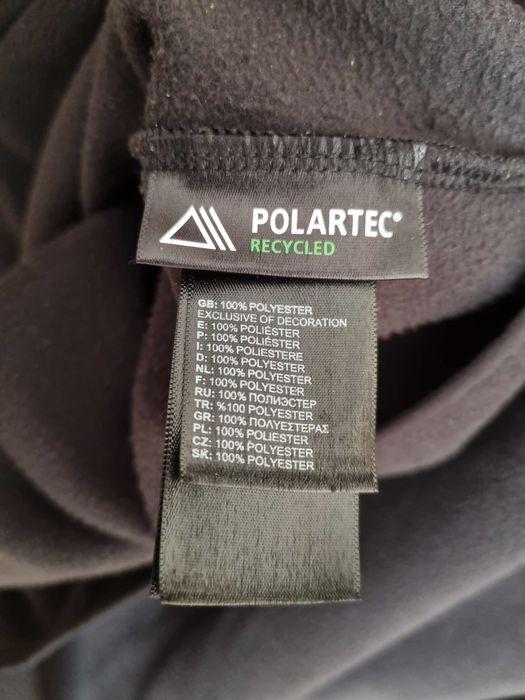 POLARTEC®
RECYCLED
GB: 100% POLYESTER
EXCLUSIVE OF DECORATION
E: 100% POLIÉSTER
P: 100% POLIÉSTER
I: 100% POLIESTERE
D: 100% POLYESTER
NL: 100% POLYESTER
F: 100% POLYESTER
RU: 100% ПОЛИЭСТЕР
TR: %100 POLYESTER
GR: 100% ΠΟΛΥΕΣΤΕΡΑΣ
PL: 100% POLIESTER
CZ: 100% POLYESTER
SK: 100% POLYESTER